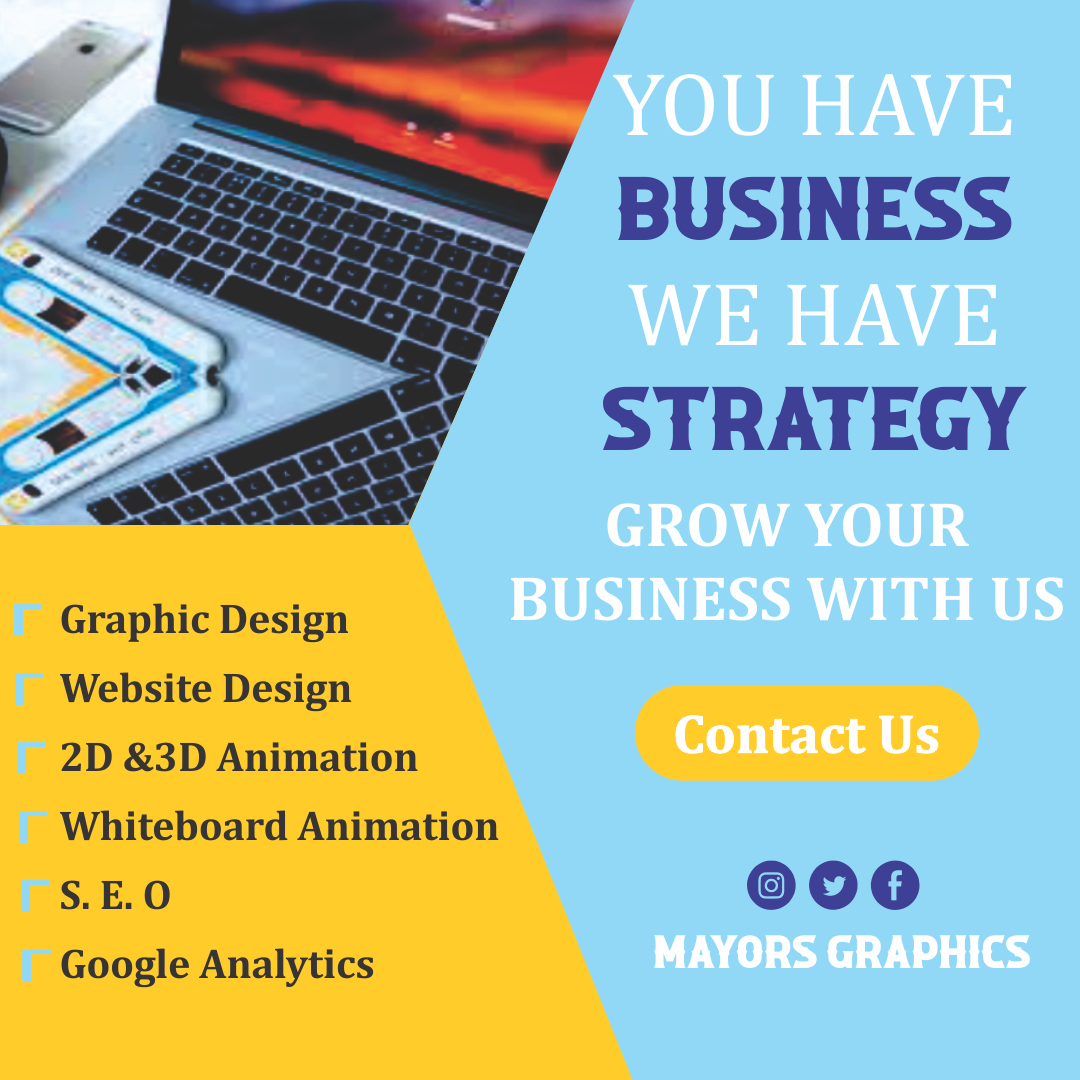 YOU HAVE
BUSINESS
WE HAVE
STRATEGY
GROW YOUR
BUSINESS WITH US
Contact Us
MAYORS GRAPHICS
Graphic Design
Website Design
2D &3D Animation
Whiteboard Animation
S. E. O
Google Analytics